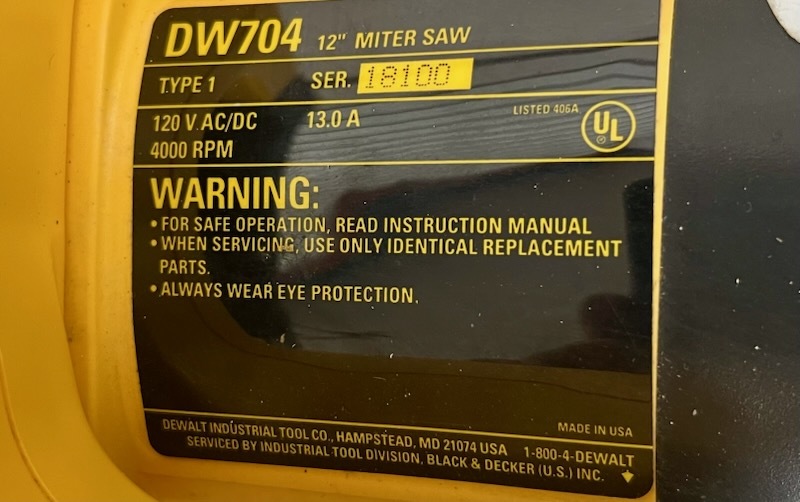 DW704 12" MITER SAW
TYPE 1 SER. 18100
120 V.AC/DC 13.0 A LISTED 406A
UL
4000 RPM
WARNING:
• FOR SAFE OPERATION, READ INSTRUCTION MANUAL
• WHEN SERVICING, USE ONLY IDENTICAL REPLACEMENT
PARTS.
• ALWAYS WEAR EYE PROTECTION.
MADE IN USA
DEWALT INDUSTRIAL TOOL CO., HAMPSTEAD, MD 21074 USA 1-800-4-DEWALT
SERVICED BY INDUSTRIAL TOOL DIVISION, BLACK & DECKER (U.S.) INC.